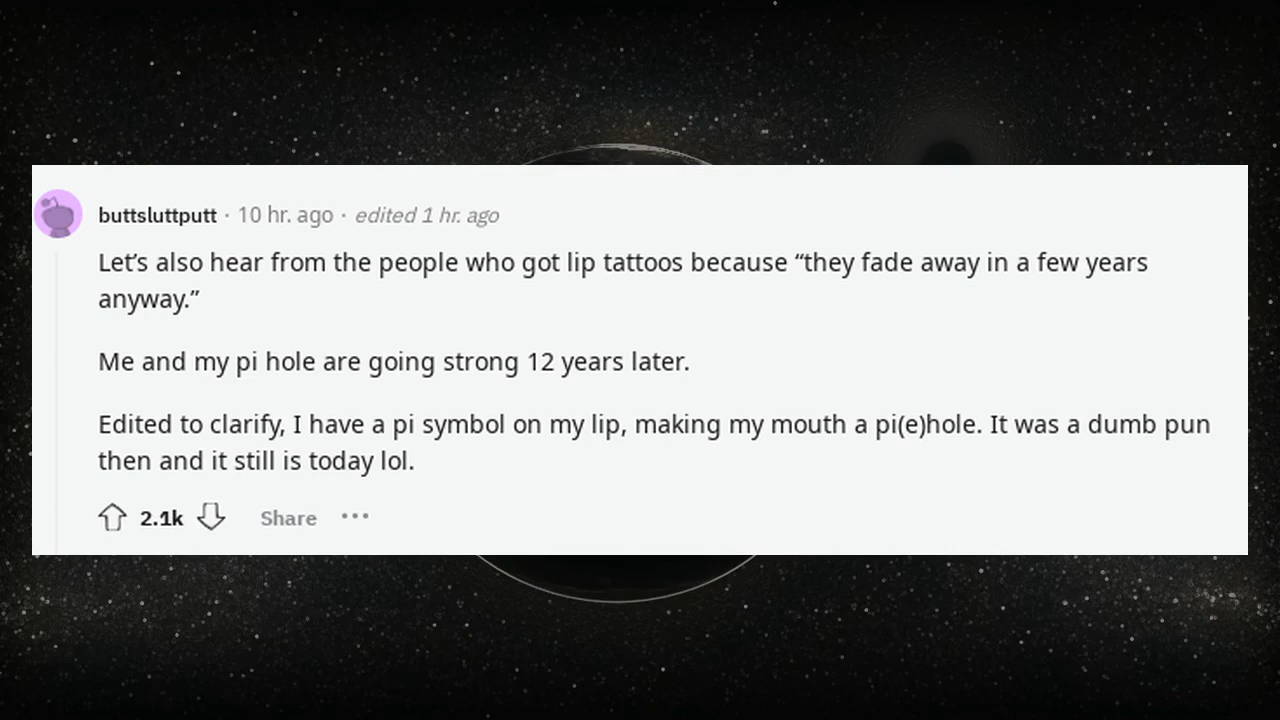 buttsluttputt · 10 hr. ago · edited 1 hr. ago
Let’s also hear from the people who got lip tattoos because “they fade away in a few years
anyway.”
Me and my pi hole are going strong 12 years later.
Edited to clarify, I have a pi symbol on my lip, making my mouth a pi(e)hole. It was a dumb pun
then and it still is today lol.
2.1k Share •••